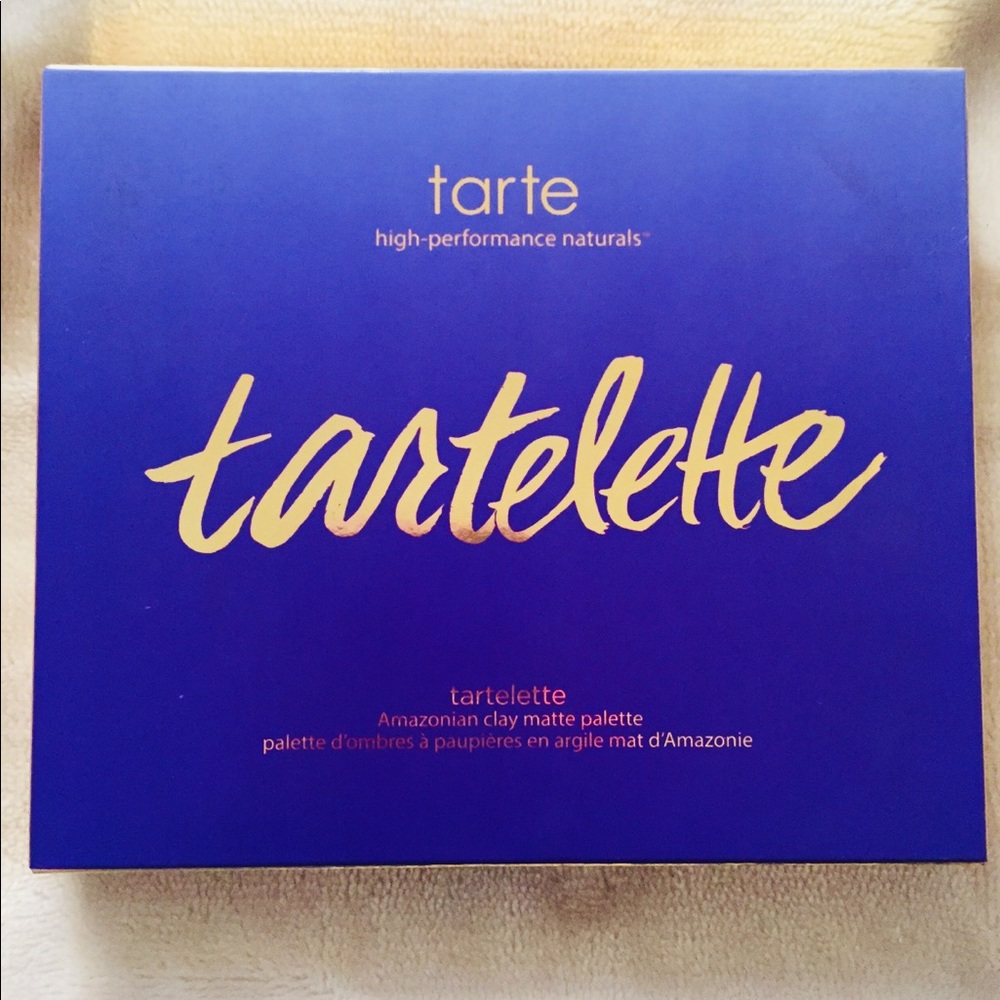 tarte
high-performance naturals™
tartelette
tartelette
Amazonian clay matte palette
palette d'ombres à paupières en argile mat d'Amazonie